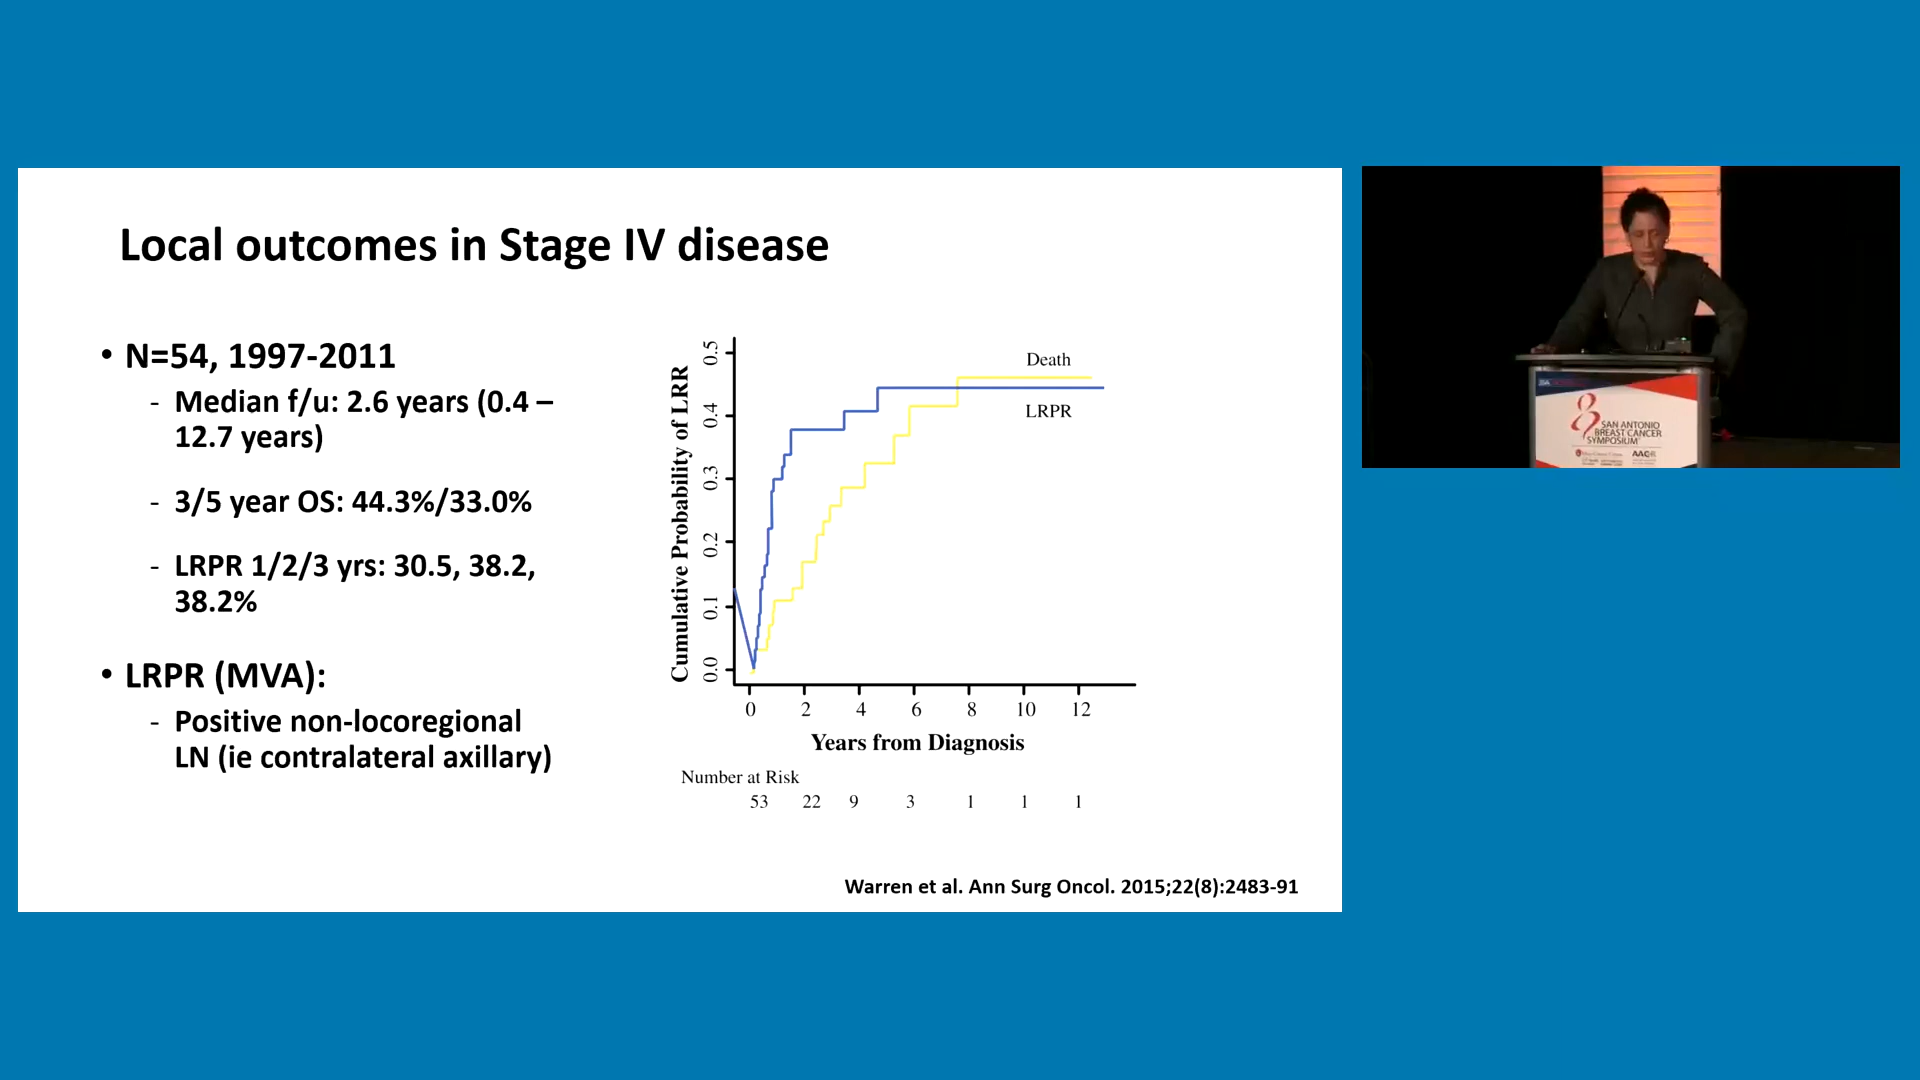 Local outcomes in Stage IV disease
• N=54, 1997-2011
- Median f/u: 2.6 years (0.4 –
12.7 years)
- 3/5 year OS: 44.3%/33.0%
- LRPR 1/2/3 yrs: 30.5, 38.2,
38.2%
• LRPR (MVA):
- Positive non-locoregional
LN (ie contralateral axillary)
Cumulative Probability of LRR
0.5
0.4
0.3
0.2
0.1
0.0
Death
LRPR
0 2 4 6 8 10 12
Years from Diagnosis
Number at Risk
53 22 9 3 1 1 1
Warren et al. Ann Surg Oncol. 2015;22(8):2483-91
SAN ANTONIO
BREAST CANCER
SYMPOSIUM
AACR